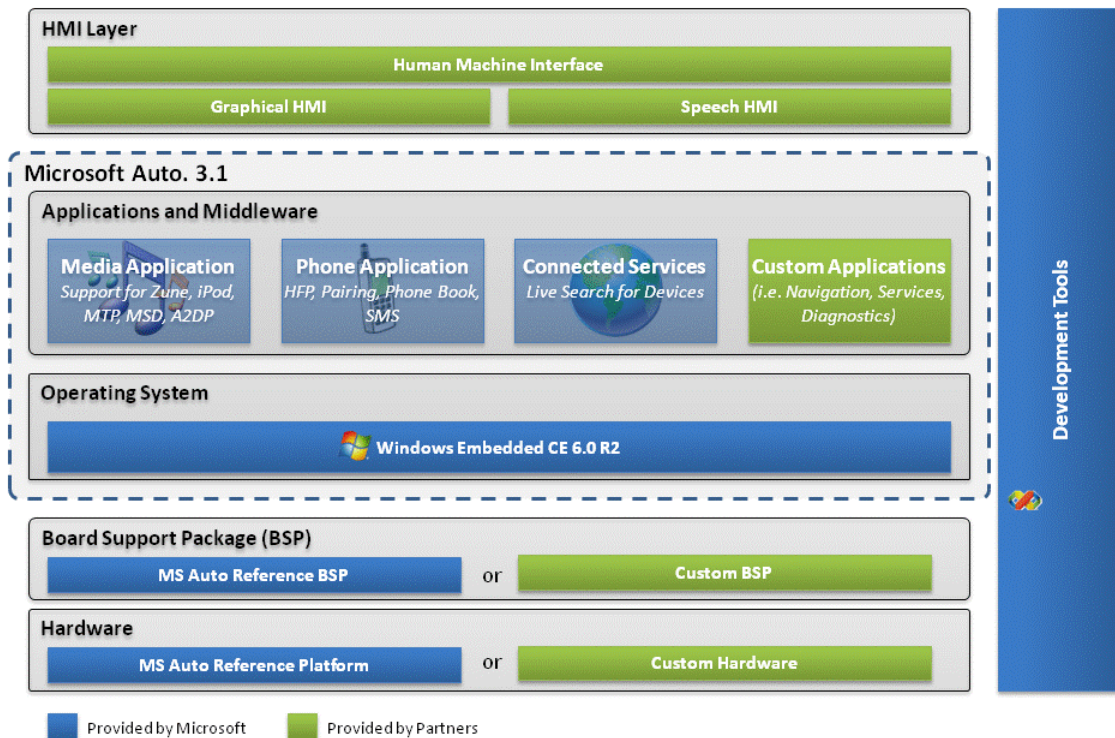 HMI Layer
Human Machine Interface
Graphical HMI
Speech HMI
Microsoft Auto. 3.1
Applications and Middleware
Media Application
Support for Zune, iPod,
MTP, MSD, A2DP
Phone Application
HFP, Pairing, Phone Book,
SMS
Connected Services
Live Search for Devices
Custom Applications
(i.e. Navigation, Services,
Diagnostics)
Operating System
Windows Embedded CE 6.0 R2
Board Support Package (BSP)
MS Auto Reference BSP
or
Custom BSP
Hardware
MS Auto Reference Platform
or
Custom Hardware
Development Tools
Provided by Microsoft
Provided by Partners